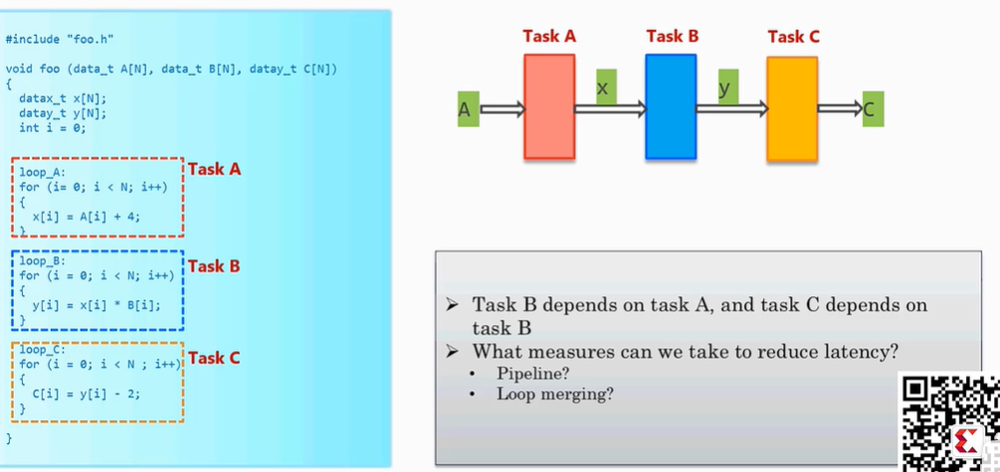 #include "foo.h"
void foo (data_t A[N], data_t B[N], datay_t C[N])
{
datax_t x[N];
datay_t y[N];
int i = 0;
loop_A:
for (i= 0; i < N; i++)
{
x[i] = A[i] + 4;
}
Task A
loop_B:
for (i = 0; i < N; i++)
{
y[i] = x[i] * B[i];
}
Task B
loop_C:
for (i = 0; i < N ; i++)
{
C[i] = y[i] - 2;
}
Task C
}
Task A
Task B
Task C
A
x
y
C
➢ Task B depends on task A, and task C depends on
task B
➢ What measures can we take to reduce latency?
• Pipeline?
• Loop merging?